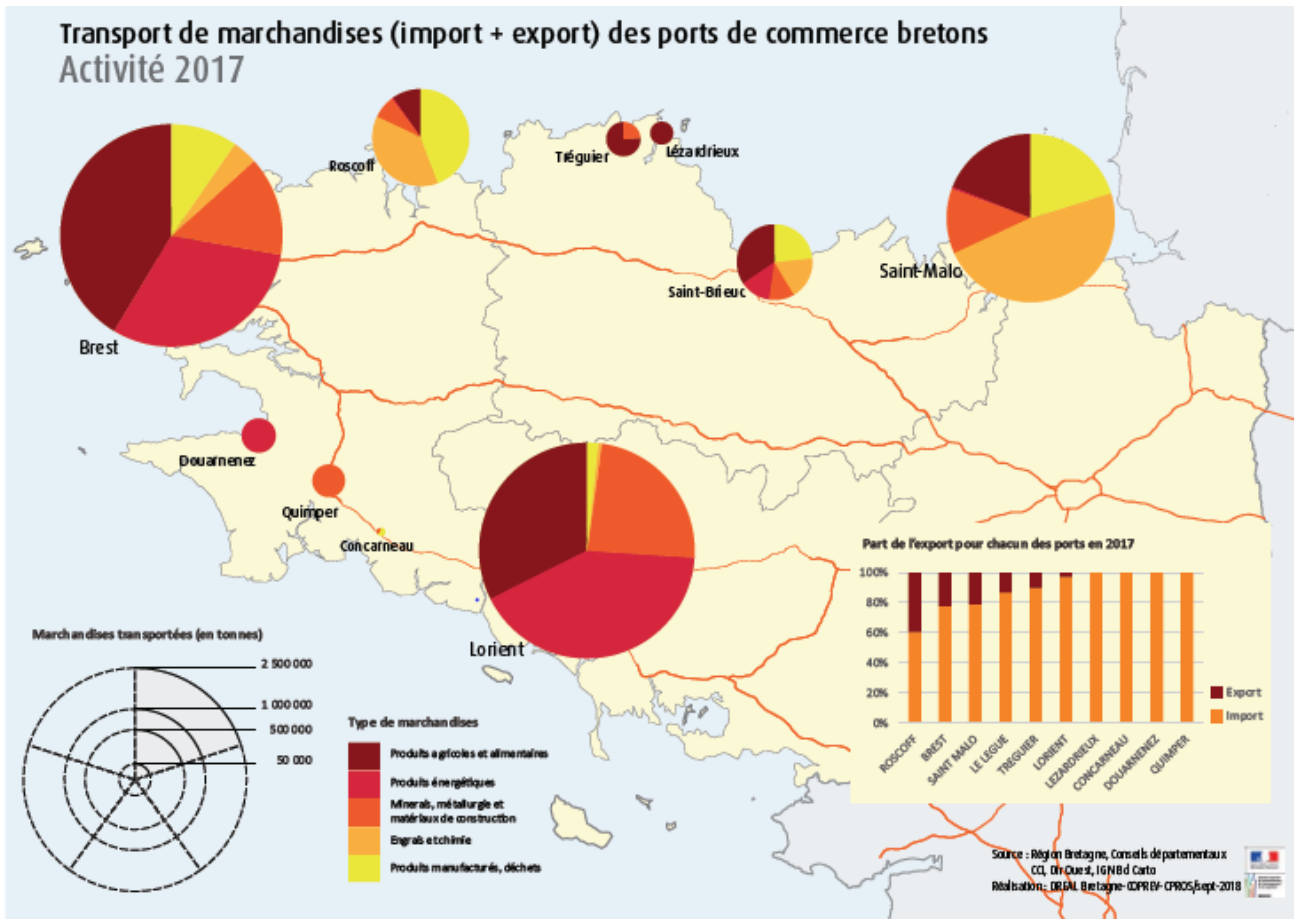 Transport de marchandises (import + export) des ports de commerce bretons
Activité 2017
Roscoff
Tréguier
Lézardrieux
Saint-Brieuc
Saint-Malo
Brest
Douarnenez
Quimper
Concarneau
Lorient
Marchandises transportées (en tonnes)
2 500 000
1 000 000
500 000
50 000
Type de marchandises
Produits agricoles et alimentaires
Produits énergétiques
Minerais, métallurgie et
matériaux de construction
Engrais et chimie
Produits manufacturés, déchets
Part de l'export pour chacun des ports en 2017
100%
80%
60%
40%
20%
0%
ROSCOFF
BREST
SAINT MALO
LE LEGUE
TREGUIER
LORIENT
LEZARDRIEUX
CONCARNEAU
DOUARNENEZ
QUIMPER
Export
Import
Source : Région Bretagne, Conseils départementaux
CCI, Dir Ouest, IGN Bd Carto
Réalisation : DREAL Bretagne-COPREV-CPROS/sept-2018